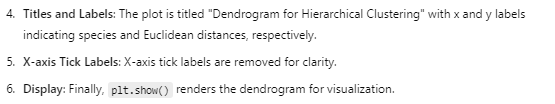 4. Titles and Labels: The plot is titled "Dendrogram for Hierarchical Clustering" with x and y labels
indicating species and Euclidean distances, respectively.
5. X-axis Tick Labels: X-axis tick labels are removed for clarity.
6. Display: Finally, plt.show() renders the dendrogram for visualization.